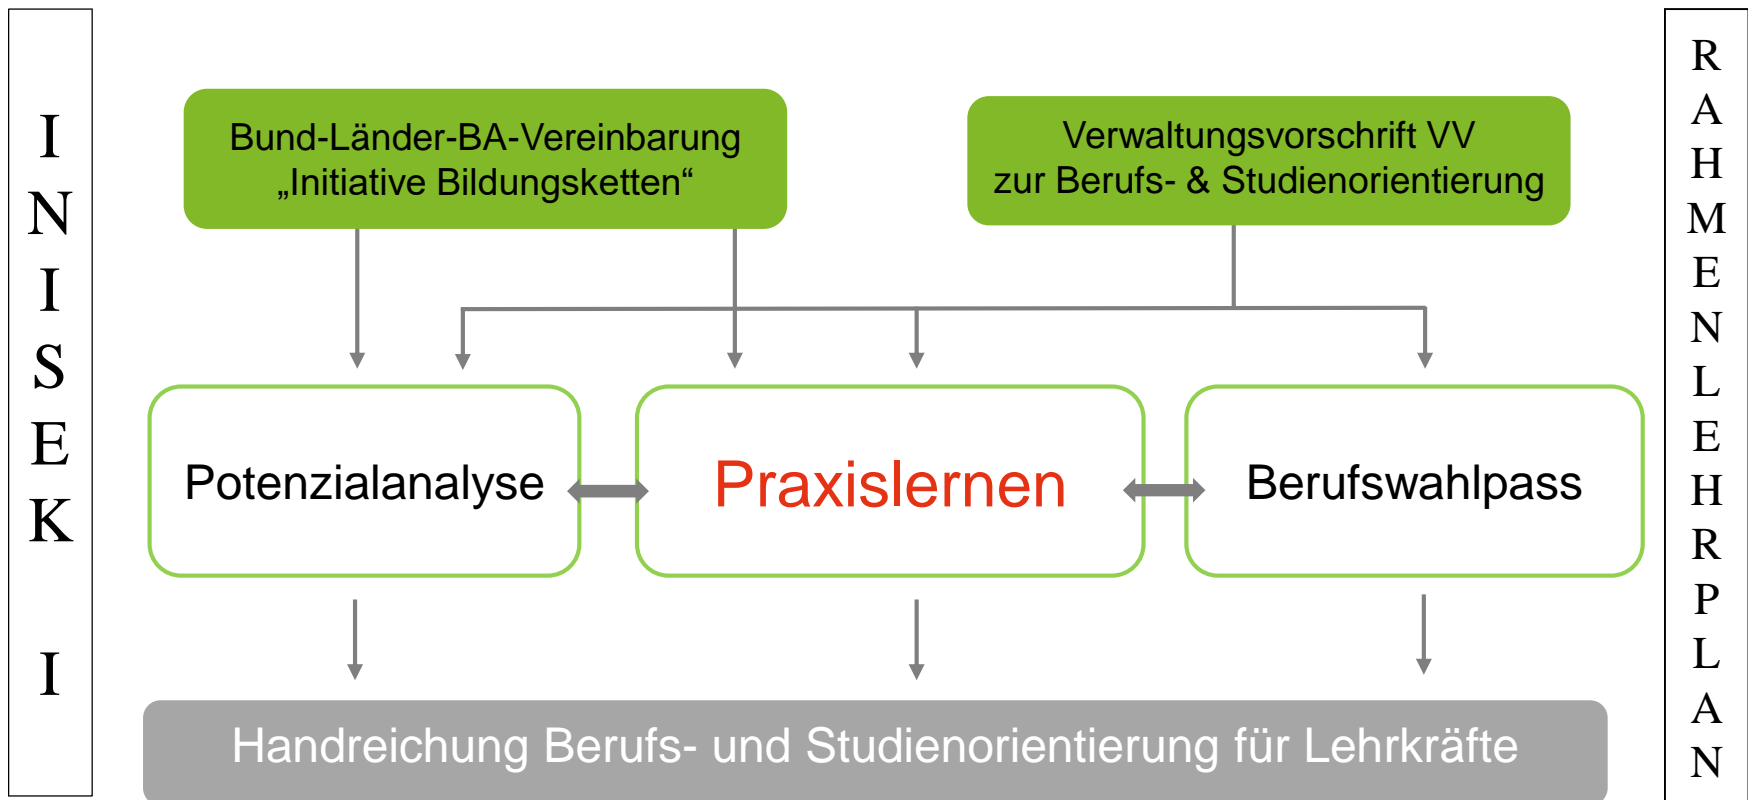 INISEK I
Bund-Länder-BA-Vereinbarung
„Initiative Bildungsketten“
Verwaltungsvorschrift VV
zur Berufs- & Studienorientierung
Potenzialanalyse
Praxislernen
Berufswahlpass
Handreichung Berufs- und Studienorientierung für Lehrkräfte
RAHMENLEHRPLAN